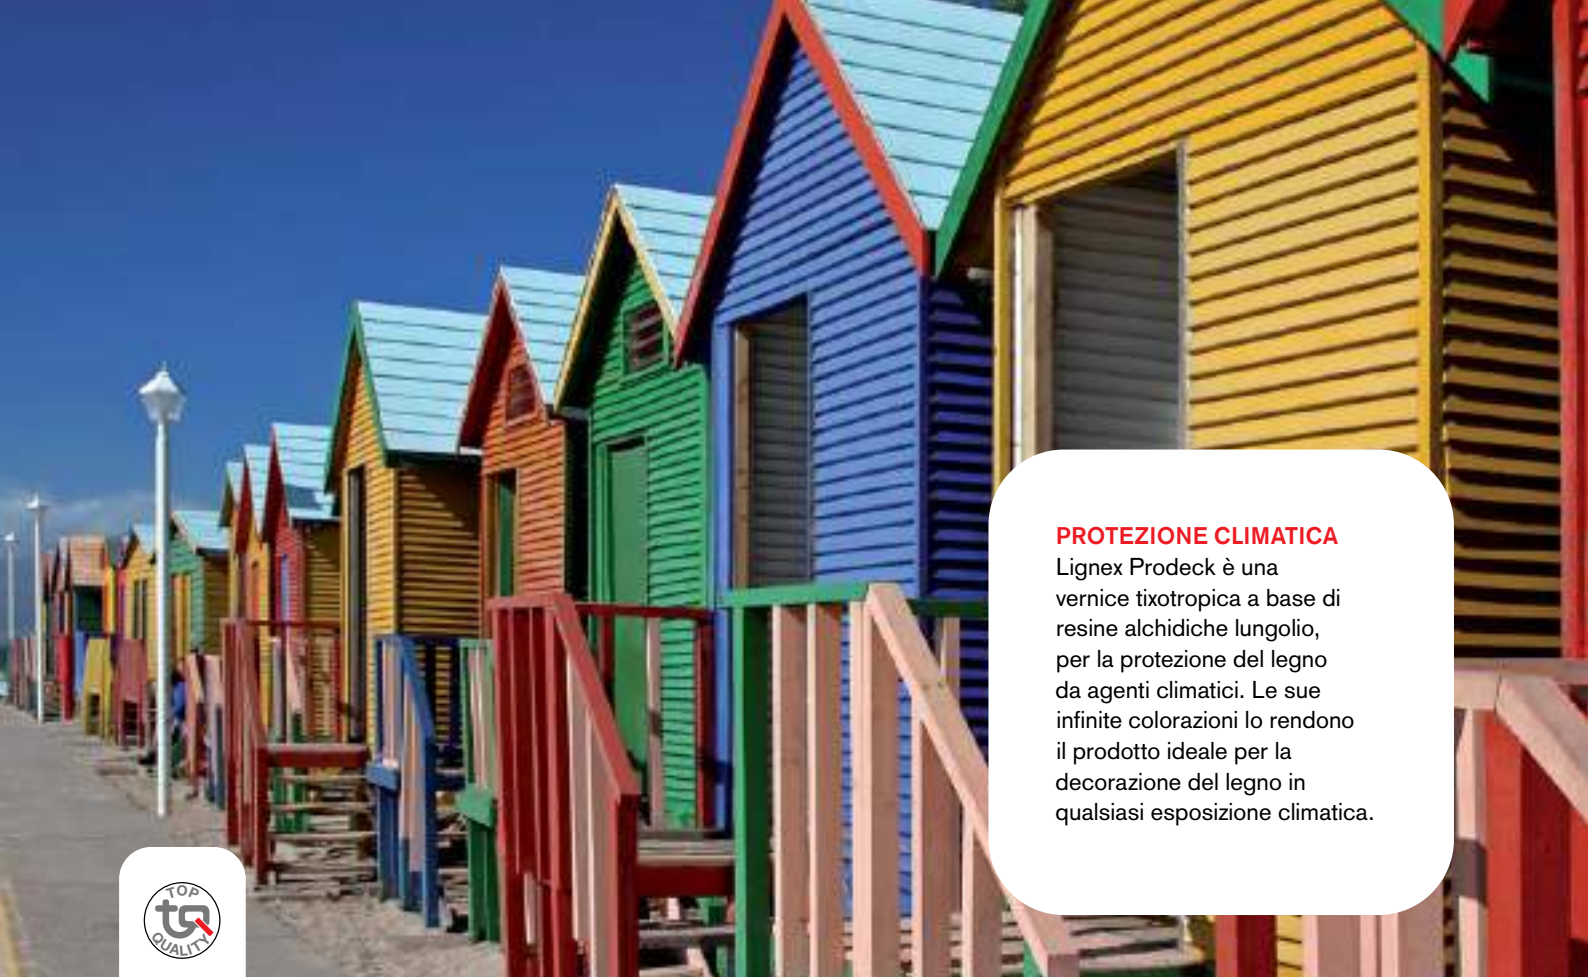 PROTEZIONE CLIMATICA
Lignex Prodeck è una
vernice tixotropica a base di
resine alchidiche lungolio,
per la protezione del legno
da agenti climatici. Le sue
infinite colorazioni lo rendono
il prodotto ideale per la
decorazione del legno in
qualsiasi esposizione climatica.
TOP
tq
QUALITY